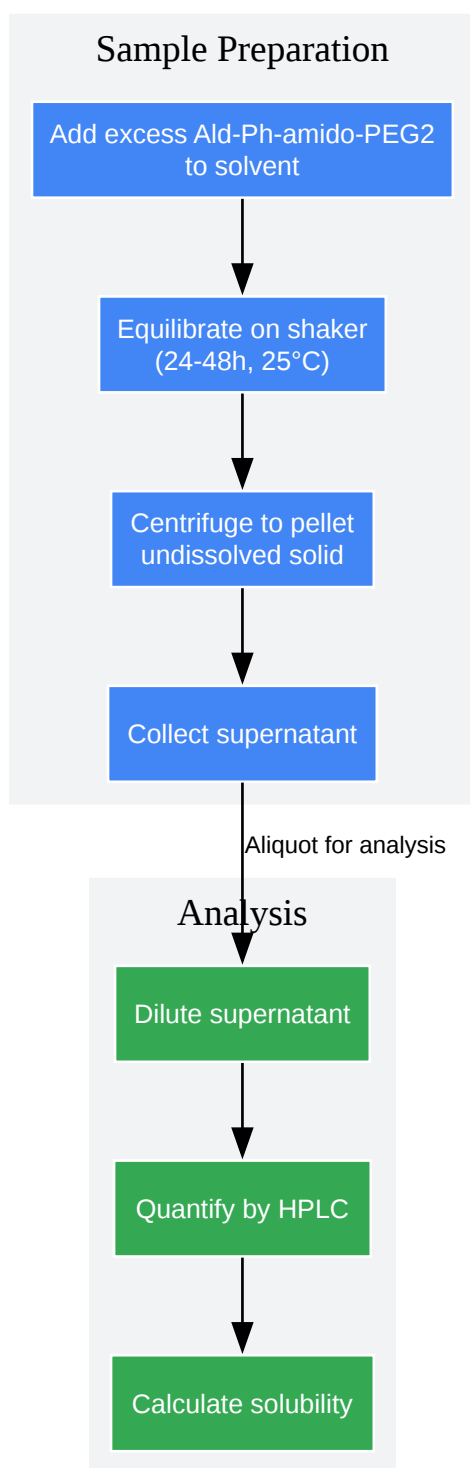 Sample Preparation
Add excess Ald-Ph-amido-PEG2
to solvent
Equilibrate on shaker
(24-48h, 25°C)
Centrifuge to pellet
undissolved solid
Collect supernatant
Aliquot for analysis
Analysis
Dilute supernatant
Quantify by HPLC
Calculate solubility